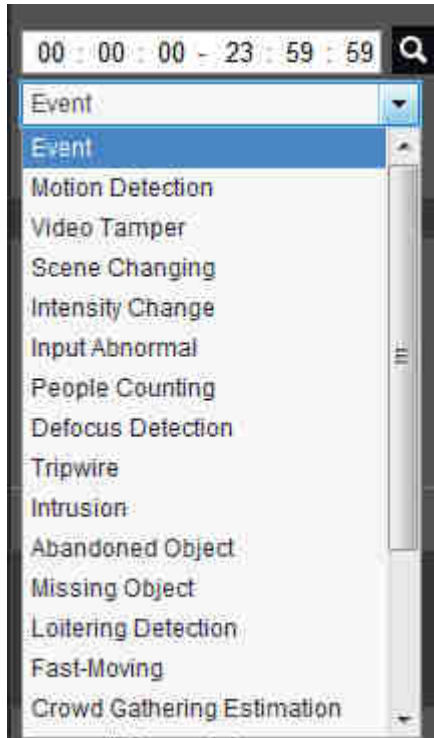 00 : 00 : 00 - 23 : 59 : 59
Event
Event
Motion Detection
Video Tamper
Scene Changing
Intensity Change
Input Abnormal
People Counting
Defocus Detection
Tripwire
Intrusion
Abandoned Object
Missing Object
Loitering Detection
Fast-Moving
Crowd Gathering Estimation